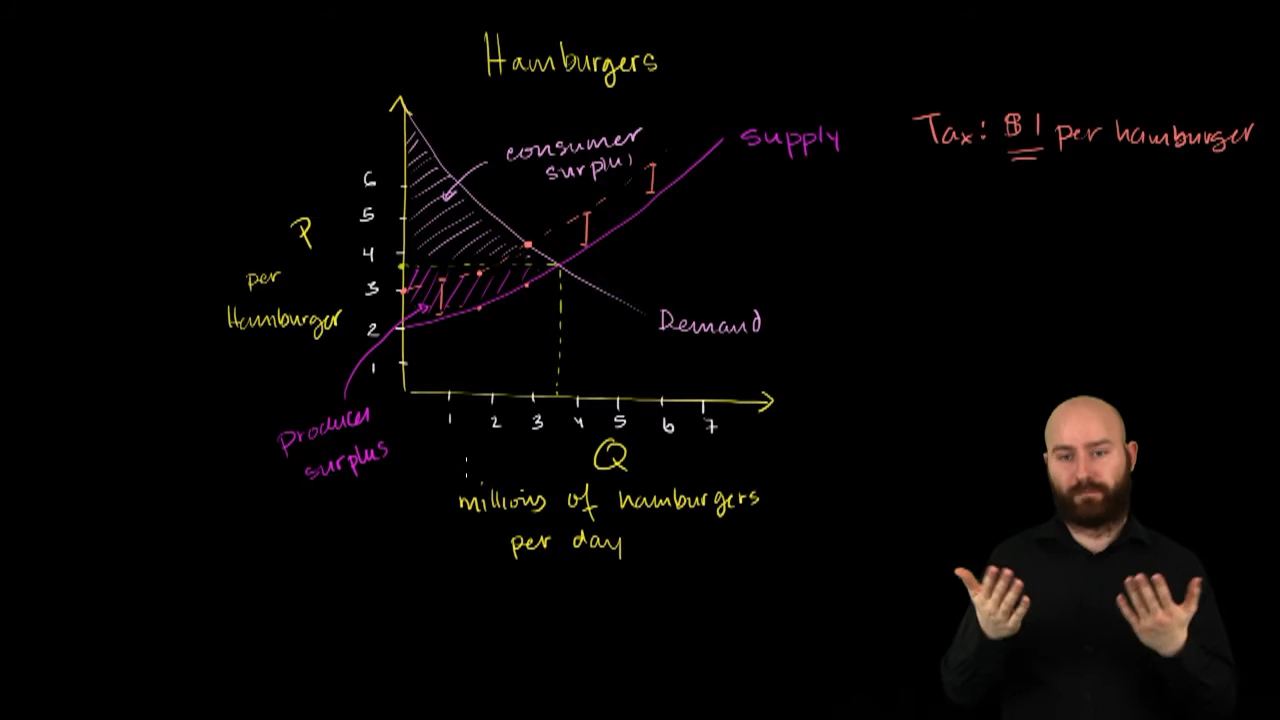 Hamburgers
Tax: $1 per hamburger
consumer
surplus
supply
6
5
4
3
2
1
P
per
Hamburger
Demand
1 2 3 4 5 6 7
Producer
surplus
Q
millions of hamburgers
per day